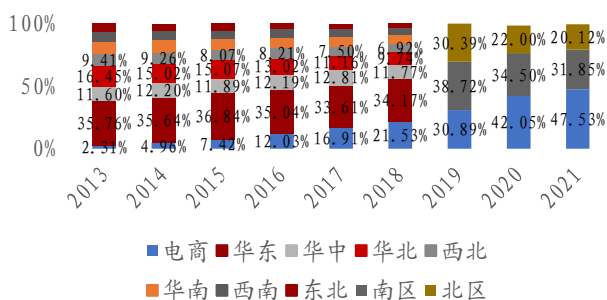 100%
9.41% 9.26% 8.07% 8.21% 7.50% 6.92% 30.39% 22.00% 20.12%
16.45% 15.02% 15.07% 13.02% 11.16%
38.72% 34.50% 31.85%
50%
11.60% 12.20% 11.89% 12.19% 12.81% 11.77%
35.76% 35.64% 36.84% 35.04% 33.61% 34.17%
30.89% 42.05% 47.53%
0%
2.31% 4.96% 7.42% 12.03% 16.91% 21.53%
2013 2014 2015 2016 2017 2018 2019 2020 2021
电商 华东 华中 华北 西北
华南 西南 东北 南区 北区